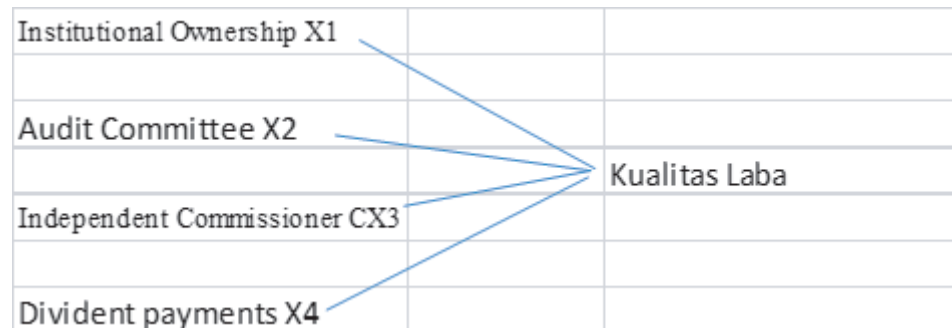 Institutional Ownership X1
Audit Committee X2
Kualitas Laba
Independent Commissioner CX3
Divident payments X4